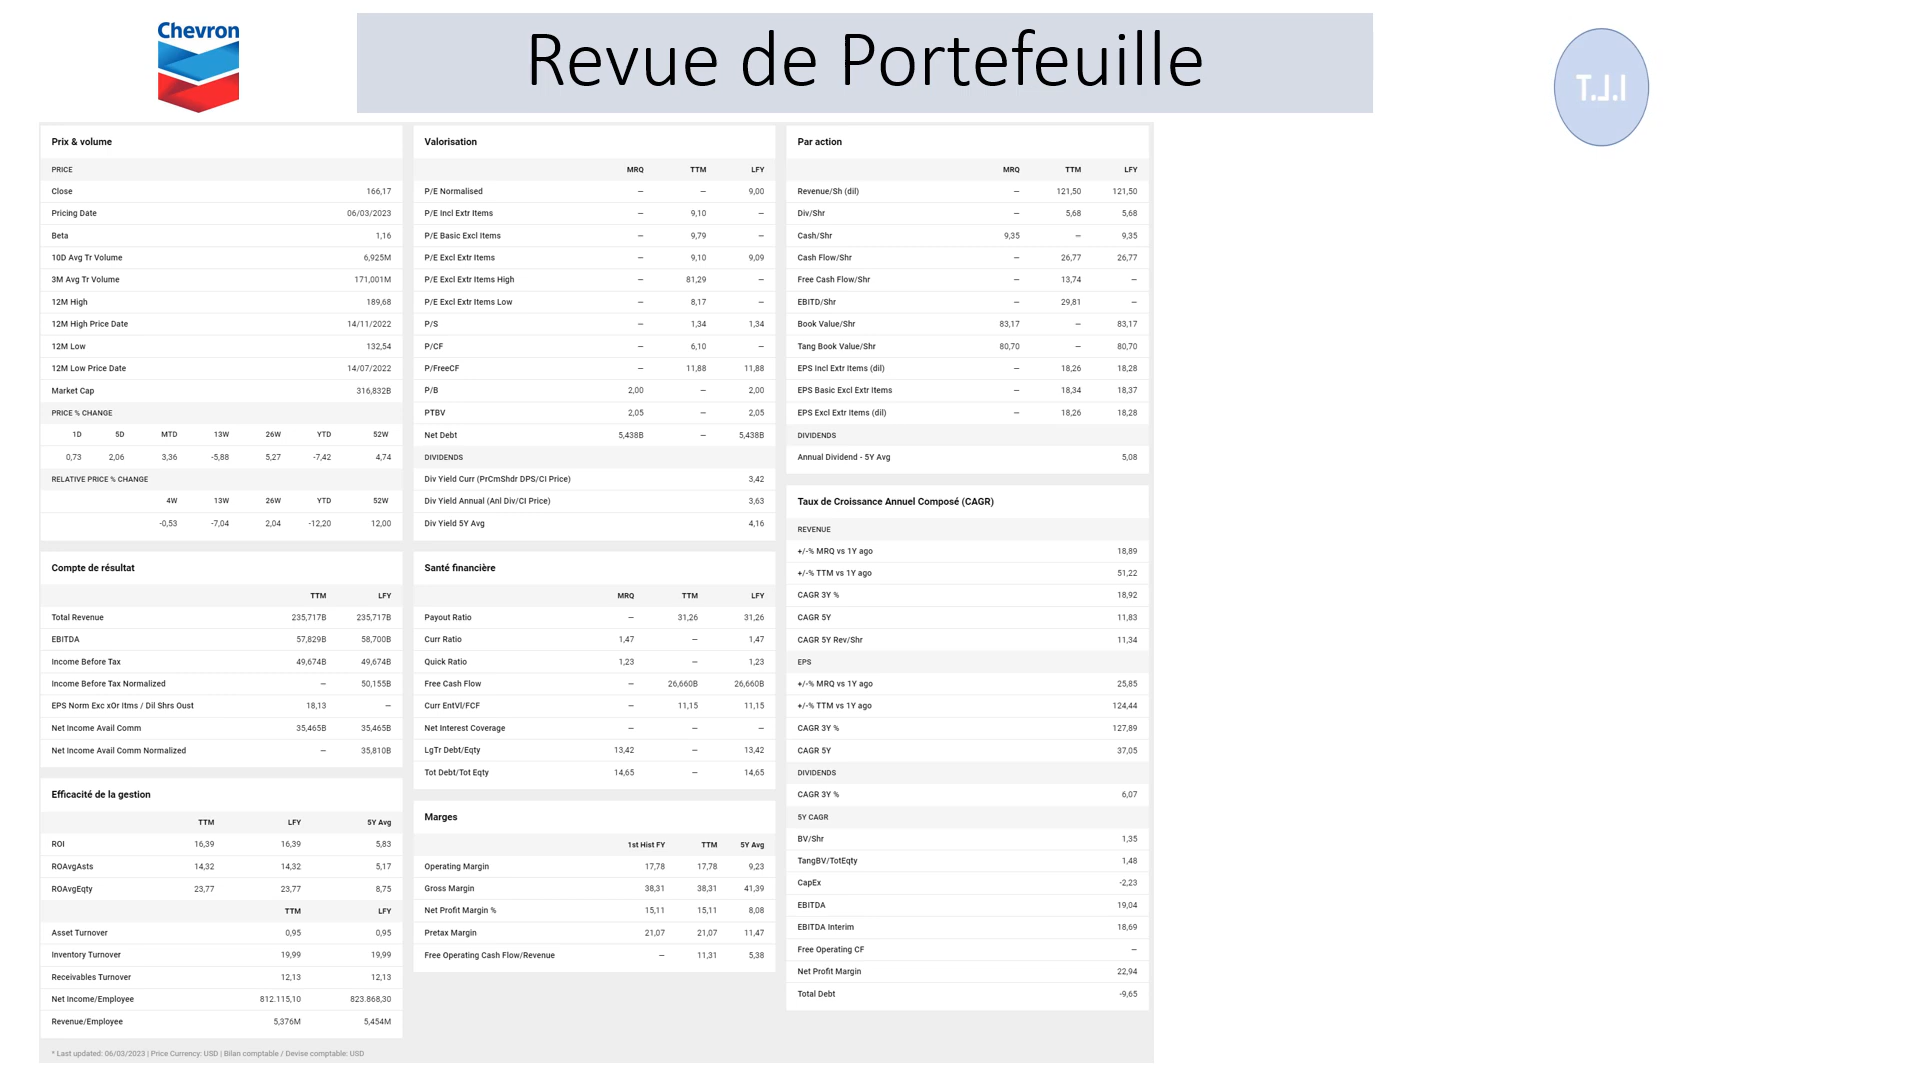 Chevron
Revue de Portefeuille
T.J.I
Prix & volume
PRICE
Close 166,17
Pricing Date 06/03/2023
Beta 1,16
10D Avg Tr Volume 6,925M
3M Avg Tr Volume 171,001M
12M High 189,68
12M High Price Date 14/11/2022
12M Low 132,54
12M Low Price Date 14/07/2022
Market Cap 316,832B
PRICE % CHANGE
1D 5D MTD 13W 26W YTD 52W
0,73 2,06 3,36 -5,88 5,27 -7,42 4,74
RELATIVE PRICE % CHANGE
4W 13W 26W YTD 52W
-0,53 -7,04 2,04 -12,20 12,00
Compte de résultat
TTM LFY
Total Revenue 235,717B 235,717B
EBITDA 57,829B 58,700B
Income Before Tax 49,674B 49,674B
Income Before Tax Normalized – 50,155B
EPS Norm Exc xOr Itms / Dil Shrs Oust 18,13 –
Net Income Avail Comm 35,465B 35,465B
Net Income Avail Comm Normalized – 35,810B
Efficacité de la gestion
TTM LFY 5Y Avg
ROI 16,39 16,39 5,83
ROAvgAsts 14,32 14,32 5,17
ROAvgEqty 23,77 23,77 8,75
TTM LFY
Asset Turnover 0,95 0,95
Inventory Turnover 19,99 19,99
Receivables Turnover 12,13 12,13
Net Income/Employee 812.115,10 823.868,30
Revenue/Employee 5,376M 5,454M
* Last updated: 06/03/2023 | Price Currency: USD | Bilan comptable / Devise comptable: USD
Valorisation
MRQ TTM LFY
P/E Normalised – – 9,00
P/E Incl Extr Items – 9,10 –
P/E Basic Excl Items – 9,79 –
P/E Excl Extr Items – 9,10 9,09
P/E Excl Extr Items High – 81,29 –
P/E Excl Extr Items Low – 8,17 –
P/S – 1,34 1,34
P/CF – 6,10 –
P/FreeCF – 11,88 11,88
P/B 2,00 – 2,00
PTBV 2,05 – 2,05
Net Debt 5,438B – 5,438B
DIVIDENDS
Div Yield Curr (PrCmShdr DPS/Cl Price) 3,42
Div Yield Annual (Anl Div/Cl Price) 3,63
Div Yield 5Y Avg 4,16
Santé financière
MRQ TTM LFY
Payout Ratio – 31,26 31,26
Curr Ratio 1,47 – 1,47
Quick Ratio 1,23 – 1,23
Free Cash Flow – 26,660B 26,660B
Curr EntVl/FCF – 11,15 11,15
Net Interest Coverage – – –
LgTr Debt/Eqty 13,42 – 13,42
Tot Debt/Tot Eqty 14,65 – 14,65
Marges
1st Hist FY TTM 5Y Avg
Operating Margin 17,78 17,78 9,23
Gross Margin 38,31 38,31 41,39
Net Profit Margin % 15,11 15,11 8,08
Pretax Margin 21,07 21,07 11,47
Free Operating Cash Flow/Revenue – 11,31 5,38
Par action
MRQ TTM LFY
Revenue/Sh (dil) – 121,50 121,50
Div/Shr – 5,68 5,68
Cash/Shr 9,35 – 9,35
Cash Flow/Shr – 26,77 26,77
Free Cash Flow/Shr – 13,74 –
EBITD/Shr – 29,81 –
Book Value/Shr 83,17 – 83,17
Tang Book Value/Shr 80,70 – 80,70
EPS Incl Extr Items (dil) – 18,26 18,28
EPS Basic Excl Extr Items – 18,34 18,37
EPS Excl Extr Items (dil) – 18,26 18,28
DIVIDENDS
Annual Dividend - 5Y Avg 5,08
Taux de Croissance Annuel Composé (CAGR)
REVENUE
+/-% MRQ vs 1Y ago 18,89
+/-% TTM vs 1Y ago 51,22
CAGR 3Y % 18,92
CAGR 5Y 11,83
CAGR 5Y Rev/Shr 11,34
EPS
+/-% MRQ vs 1Y ago 25,85
+/-% TTM vs 1Y ago 124,44
CAGR 3Y % 127,89
CAGR 5Y 37,05
DIVIDENDS
CAGR 3Y % 6,07
5Y CAGR
BV/Shr 1,35
TangBV/TotEqty 1,48
CapEx -2,23
EBITDA 19,04
EBITDA Interim 18,69
Free Operating CF –
Net Profit Margin 22,94
Total Debt -9,65